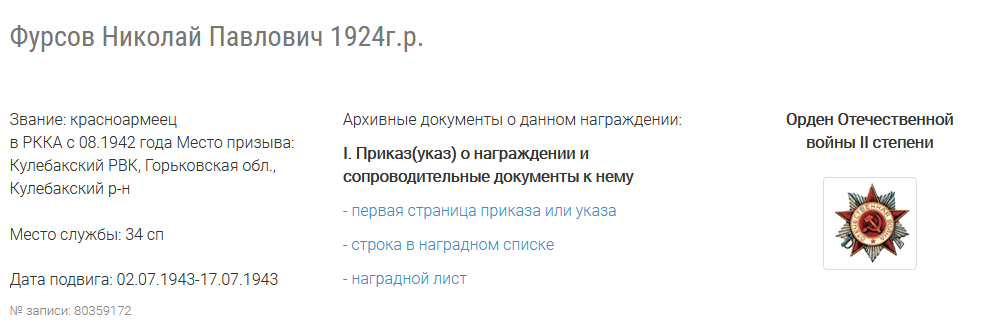 Фурсов Николай Павлович 1924г.р.
Звание: красноармеец
в РККА с 08.1942 года Место призыва:
Кулебакский РВК, Горьковская обл.,
Кулебакский р-н
Место службы: 34 сп
Дата подвига: 02.07.1943-17.07.1943
№ записи: 80359172
Архивные документы о данном награждении:
I. Приказ(указ) о награждении и
сопроводительные документы к нему
- первая страница приказа или указа
- строка в наградном списке
- наградной лист
Орден Отечественной
войны II степени
ОТЕЧЕСТВЕННАЯ ВОЙНА